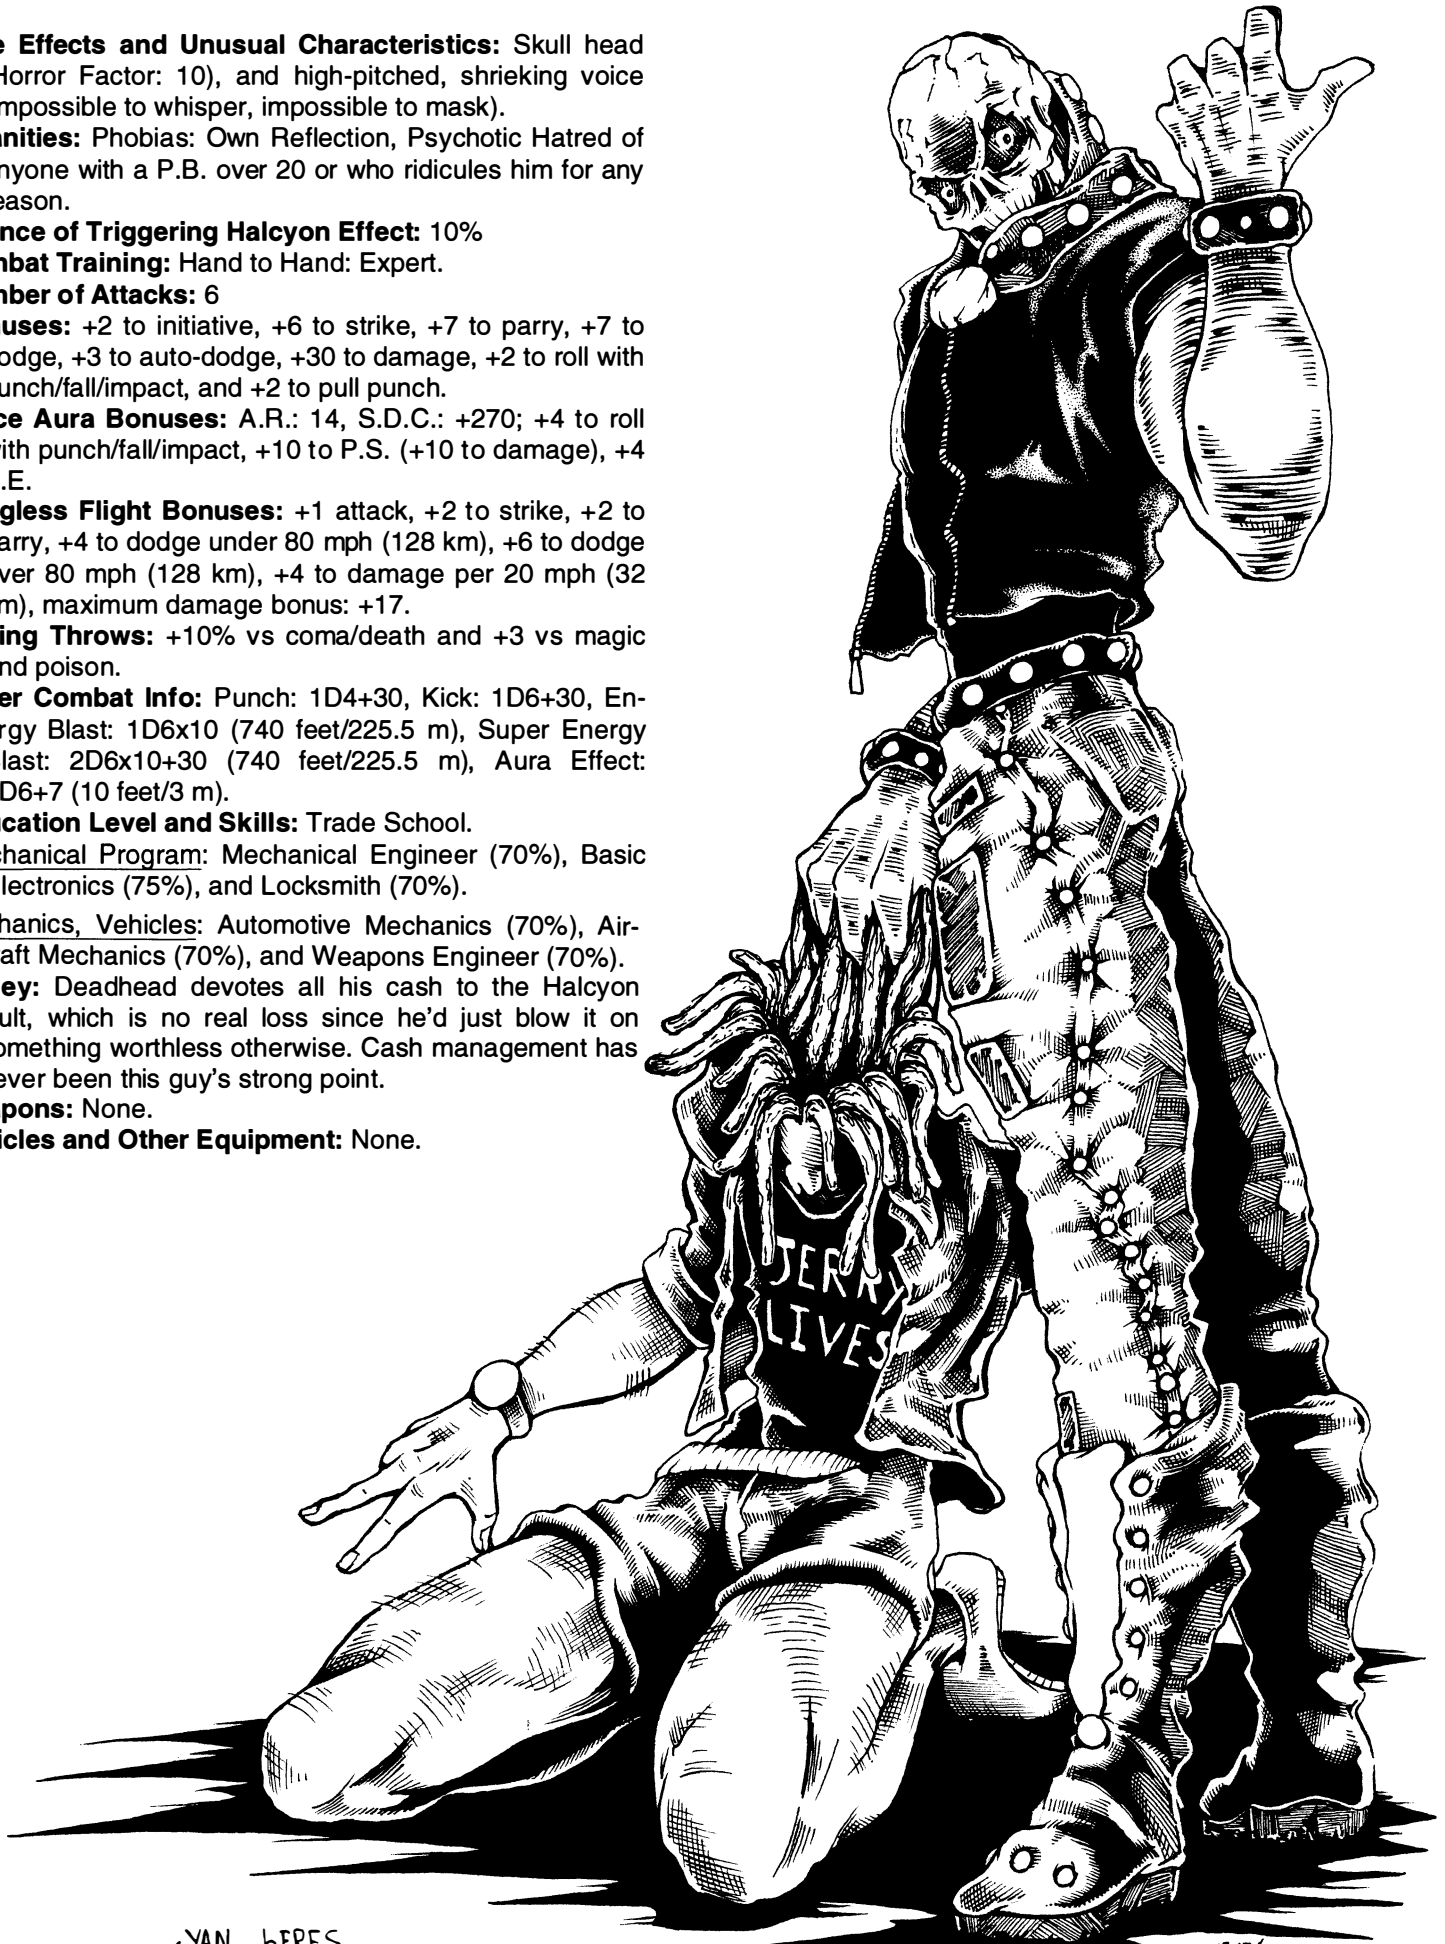 e Effects and Unusual Characteristics: Skull head
Horror Factor: 10), and high-pitched, shrieking voice
mpossible to whisper, impossible to mask).
anities: Phobias: Own Reflection, Psychotic Hatred of
nyone with a P.B. over 20 or who ridicules him for any
eason.
nce of Triggering Halcyon Effect: 10%
mbat Training: Hand to Hand: Expert.
mber of Attacks: 6
uses: +2 to initiative, +6 to strike, +7 to parry, +7 to
odge, +3 to auto-dodge, +30 to damage, +2 to roll with
unch/fall/impact, and +2 to pull punch.
ce Aura Bonuses: A.R.: 14, S.D.C.: +270; +4 to roll
with punch/fall/impact, +10 to P.S. (+10 to damage), +4
.E.
gless Flight Bonuses: +1 attack, +2 to strike, +2 to
arry, +4 to dodge under 80 mph (128 km), +6 to dodge
ver 80 mph (128 km), +4 to damage per 20 mph (32
m), maximum damage bonus: +17.
ing Throws: +10% vs coma/death and +3 vs magic
nd poison.
er Combat Info: Punch: 1D4+30, Kick: 1D6+30, En-
rgy Blast: 1D6x10 (740 feet/225.5 m), Super Energy
Blast: 2D6x10+30 (740 feet/225.5 m), Aura Effect:
D6+7 (10 feet/3 m).
ucation Level and Skills: Trade School.
chanical Program: Mechanical Engineer (70%), Basic
lectronics (75%), and Locksmith (70%).
hanics, Vehicles: Automotive Mechanics (70%), Air-
raft Mechanics (70%), and Weapons Engineer (70%).
ey: Deadhead devotes all his cash to the Halcyon
ult, which is no real loss since he'd just blow it on
omething worthless otherwise. Cash management has
ever been this guy's strong point.
pons: None.
icles and Other Equipment: None.
JERRY
LIVES